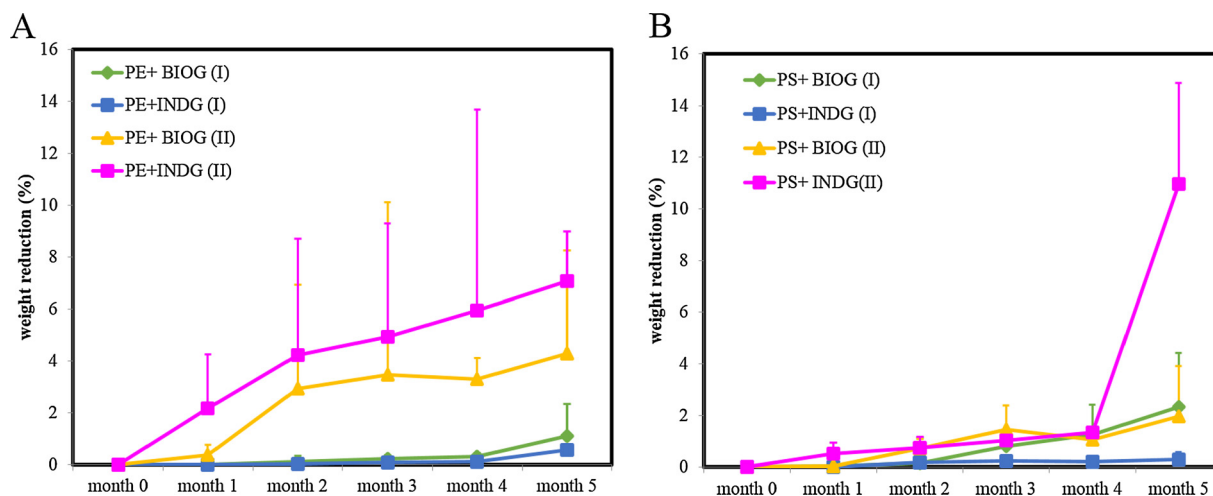 A
B
16
14
12
10
8
6
4
2
0
weight reduction (%)
PE+ BIOG (I)
PE+INDG (I)
PE+ BIOG (II)
PE+INDG (II)
month 0
month 1
month 2
month 3
month 4
month 5
16
14
12
10
8
6
4
2
0
weight reduction (%)
PS+ BIOG (I)
PS+INDG (I)
PS+ BIOG (II)
PS+ INDG(II)
month 0
month 1
month 2
month 3
month 4
month 5